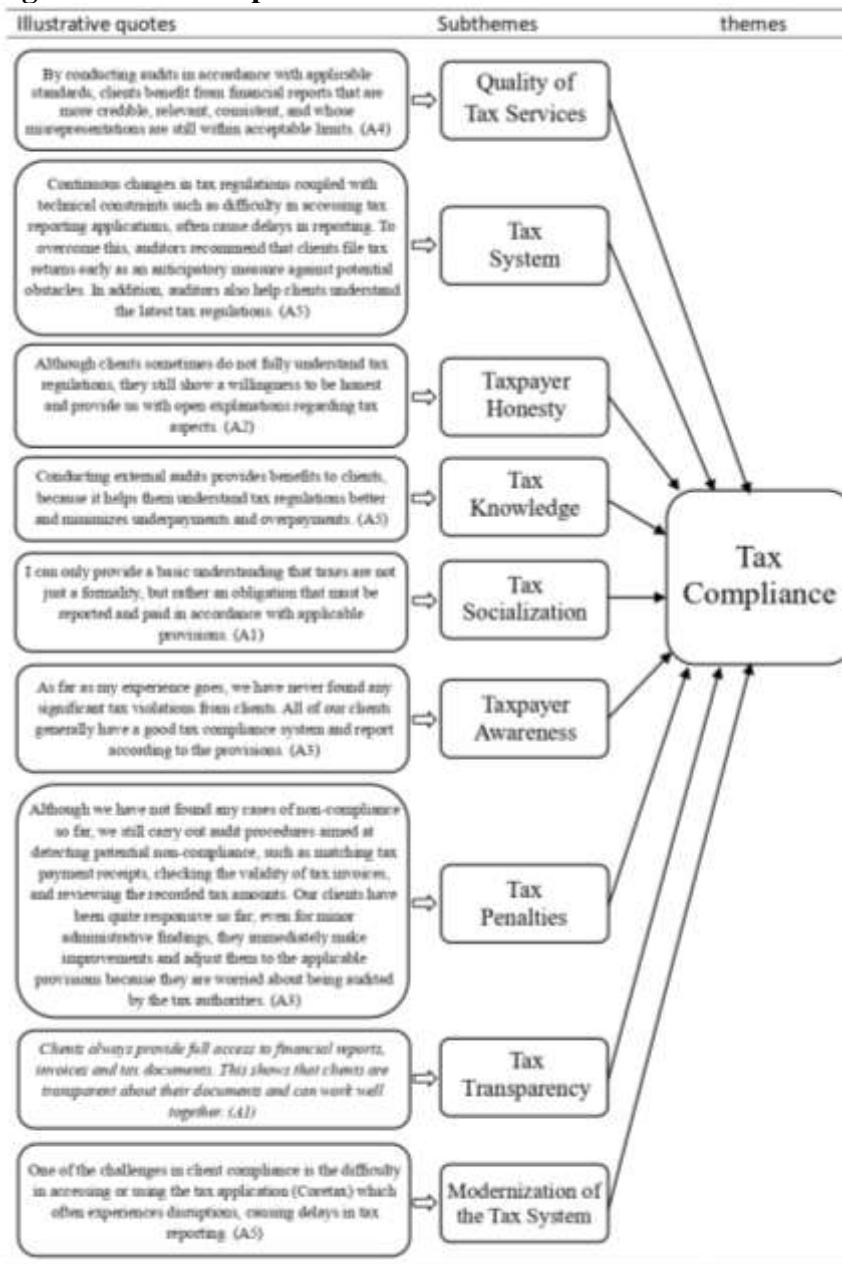 Illustrative quotes
Subthemes
themes
By conducting audits in accordance with applicable
standards, clients benefit from financial reports that are
more credible, relevant, consistent, and whose
misrepresentations are still within acceptable limits. (A4)
Quality of
Tax Services
Continuous changes in tax regulations coupled with
technical constraints such as difficulty in accessing tax
reporting applications, often cause delays in reporting. To
overcome this, auditors recommend that clients file tax
returns early as an anticipatory measure against potential
obstacles. In addition, auditors also help clients understand
the latest tax regulations. (A5)
Tax
System
Although clients sometimes do not fully understand tax
regulations, they still show a willingness to be honest
and provide us with open explanations regarding tax
aspects. (A2)
Taxpayer
Honesty
Conducting external audits provides benefits to clients,
because it helps them understand tax regulations better
and minimizes underpayments and overpayments. (A5)
Tax
Knowledge
I can only provide a basic understanding that taxes are not
just a formality, but rather an obligation that must be
reported and paid in accordance with applicable
provisions. (A1)
Tax
Socialization
As far as my experience goes, we have never found any
significant tax violations from clients. All of our clients
generally have a good tax compliance system and report
according to the provisions. (A3)
Taxpayer
Awareness
Although we have not found any cases of non-compliance
so far, we still carry out audit procedures aimed at
detecting potential non-compliance, such as matching tax
payment receipts, checking the validity of tax invoices,
and reviewing the recorded tax amounts. Our clients have
been quite responsive so far, even for minor
administrative findings, they immediately make
improvements and adjust them to the applicable
provisions because they are worried about being audited
by the tax authorities. (A3)
Tax
Penalties
Clients always provide full access to financial reports,
invoices and tax documents. This shows that clients are
transparent about their documents and can work well
together. (A1)
Tax
Transparency
One of the challenges in client compliance is the difficulty
in accessing or using the tax application (Coretax) which
often experiences disruptions, causing delays in tax
reporting. (A5)
Modernization of
the Tax System
Tax
Compliance